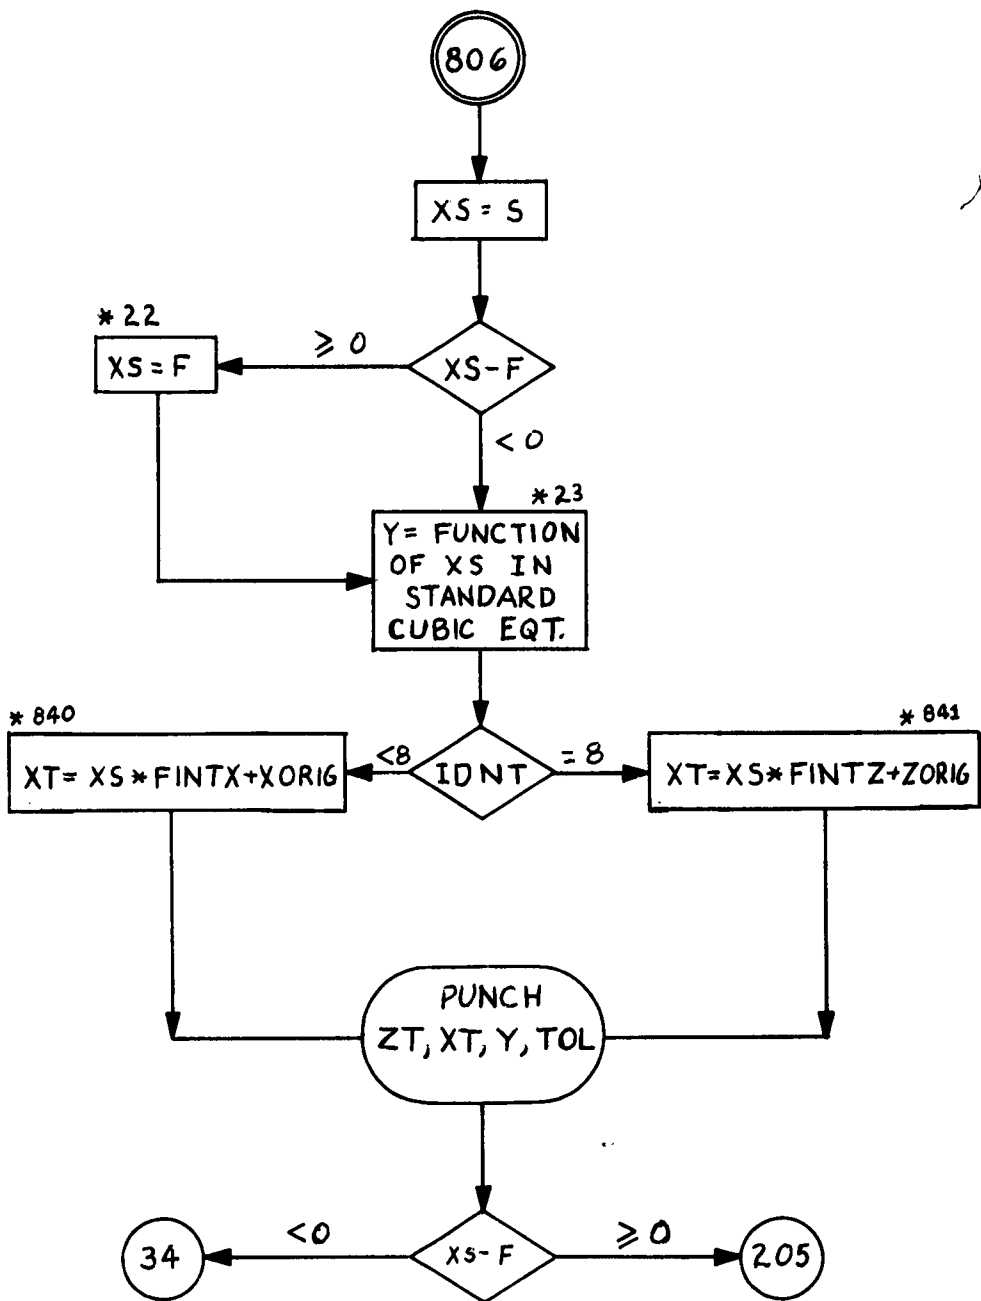 806
XS = S
* 22
≥ 0
XS = F
XS - F
< 0
* 23
Y = FUNCTION
OF XS IN
STANDARD
CUBIC EQT.
* 840
* 841
XT = XS * FINTX + XORIG
<8
IDNT
= 8
XT = XS * FINTZ + ZORIG
PUNCH
ZT, XT, Y, TOL
34
<0
XS - F
≥ 0
205